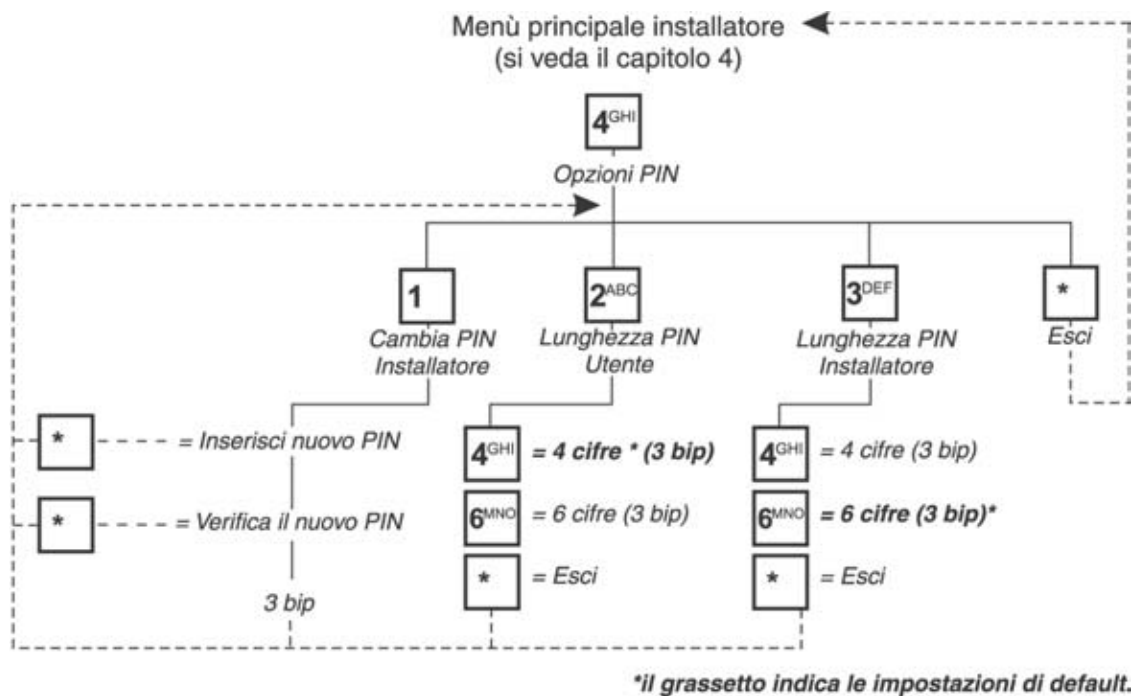 Menù principale installatore
(si veda il capitolo 4)
4GHI
Opzioni PIN
1
Cambia PIN
Installatore
2ABC
Lunghezza PIN
Utente
3DEF
Lunghezza PIN
Installatore
*
Esci
* = Inserisci nuovo PIN
* = Verifica il nuovo PIN
3 bip
4GHI = 4 cifre * (3 bip)
6MNO = 6 cifre (3 bip)
* = Esci
4GHI = 4 cifre (3 bip)
6MNO = 6 cifre (3 bip)*
* = Esci
*il grassetto indica le impostazioni di default.